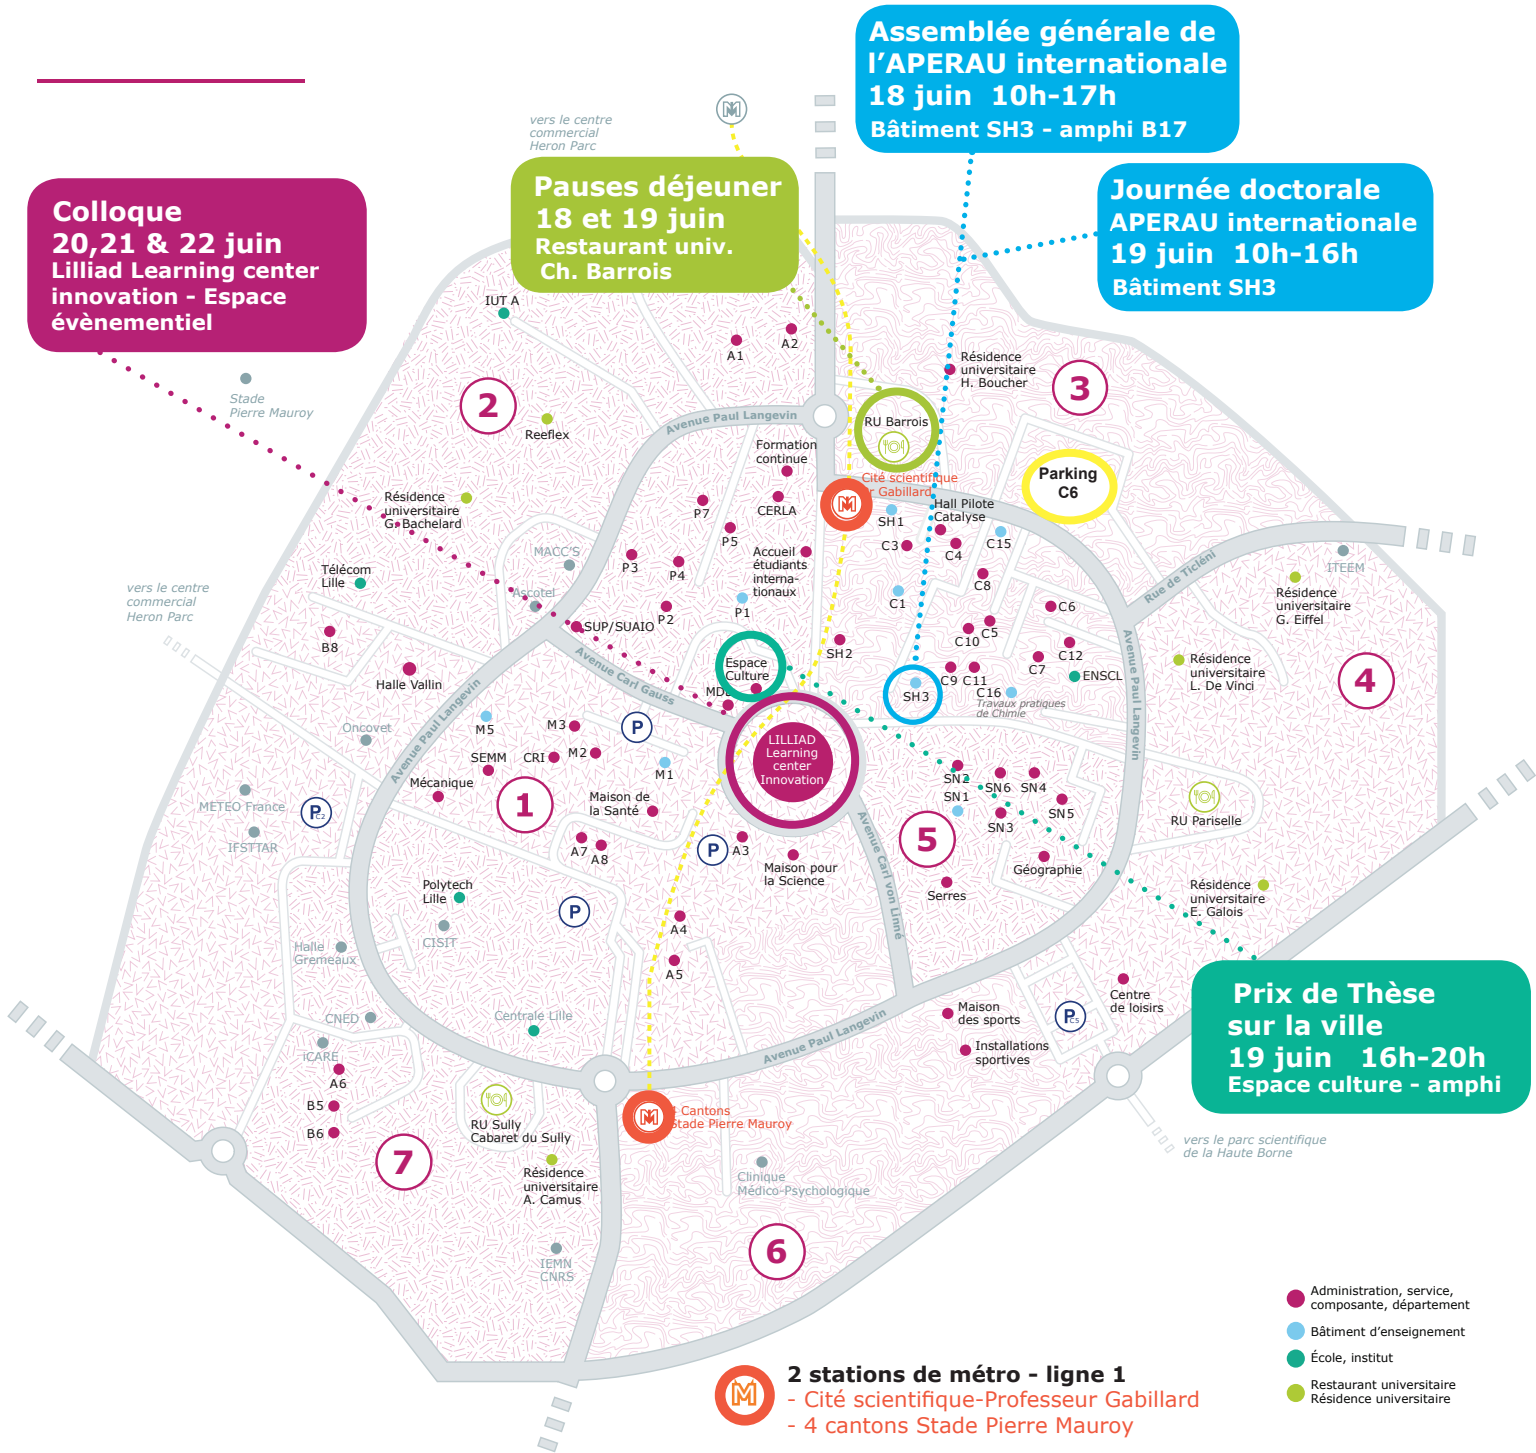 Assemblée générale de
l'APERAU internationale
18 juin 10h-17h
Bâtiment SH3 - amphi B17
vers le centre
commercial
Heron Parc
Pauses déjeuner
18 et 19 juin
Restaurant univ.
Ch. Barrois
Journée doctorale
APERAU internationale
19 juin 10h-16h
Bâtiment SH3
Colloque
20,21 & 22 juin
Lilliad Learning center
innovation - Espace
évènementiel
IUT A
A1
A2
Résidence
universitaire
H. Boucher
3
Stade
Pierre Mauroy
2
Reeflex
Avenue Paul Langevin
RU Barrois
Formation
continue
Cité scientifique
Pr Gabillard
Parking
C6
Résidence
universitaire
G. Bachelard
P7
CERLA
SH1
Hall Pilote
Catalyse
P5
C3
C4
C15
MACC'S
P3
P4
Accueil
étudiants
interna-
tionaux
C8
Rue de Ticléni
ITEEM
Télécom
Lille
Ascotel
P1
C1
Résidence
universitaire
G. Eiffel
vers le centre
commercial
Heron Parc
P2
C6
B8
SUP/SUAIO
SH2
C10
C5
C12
Halle Vallin
Avenue Carl Gauss
Espace
Culture
C9
C11
C7
ENSCL
Résidence
universitaire
L. De Vinci
4
MDE
SH3
C16
Travaux pratiques
de Chimie
Avenue Paul Langevin
Avenue Paul Langevin
M5
M3
P
Oncovet
SEMM
CRI
M2
M1
LILLIAD
Learning
center
Innovation
SN2
SN6
SN4
Mécanique
1
Maison de
la Santé
SN1
SN3
SN5
RU Pariselle
METEO France
P
C2
IFSTTAR
A7
A8
P
A3
Avenue Carl von Linné
5
Maison pour
la Science
Géographie
Serres
Polytech
Lille
P
CISIT
A4
Résidence
universitaire
E. Galois
Halle
Gremeaux
A5
Prix de Thèse
sur la ville
19 juin 16h-20h
Espace culture - amphi
Centre
de loisirs
CNED
Centrale Lille
Maison
des sports
P
C5
Avenue Paul Langevin
Installations
sportives
iCARE
A6
B5
B6
RU Sully
Cabaret du Sully
4 Cantons
Stade Pierre Mauroy
vers le parc scientifique
de la Haute Borne
7
Résidence
universitaire
A. Camus
Clinique
Médico-Psychologique
6
IEMN
CNRS
Administration, service,
composante, département
Bâtiment d'enseignement
École, institut
Restaurant universitaire
Résidence universitaire
2 stations de métro - ligne 1
- Cité scientifique-Professeur Gabillard
- 4 cantons Stade Pierre Mauroy